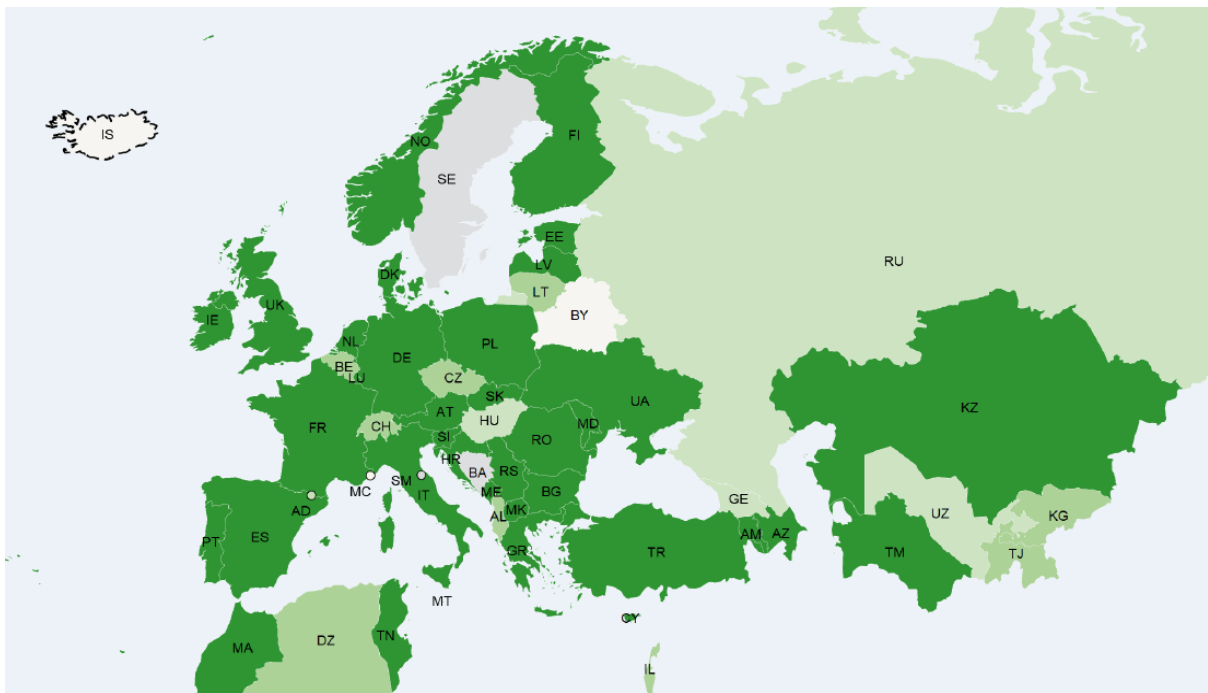 IS
NO
FI
SE
EE
LV
DK
LT
RU
UK
BY
IE
NL
DE
PL
BE
LU
CZ
SK
UA
KZ
AT
FR
CH
HU
MD
SI
RO
HR
RS
BA
SM
MC
IT
ME
BG
GE
AD
MK
AL
UZ
KG
PT
ES
AM
AZ
GR
TR
TM
TJ
MT
CY
TN
DZ
MA
IL